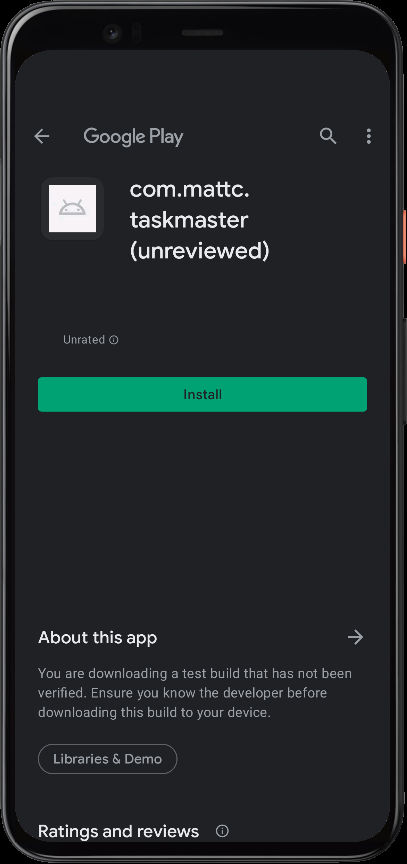 Google Play
com.mattc.
taskmaster
(unreviewed)
Unrated
Install
About this app
You are downloading a test build that has not been
verified. Ensure you know the developer before
downloading this build to your device.
Libraries & Demo
Ratings and reviews